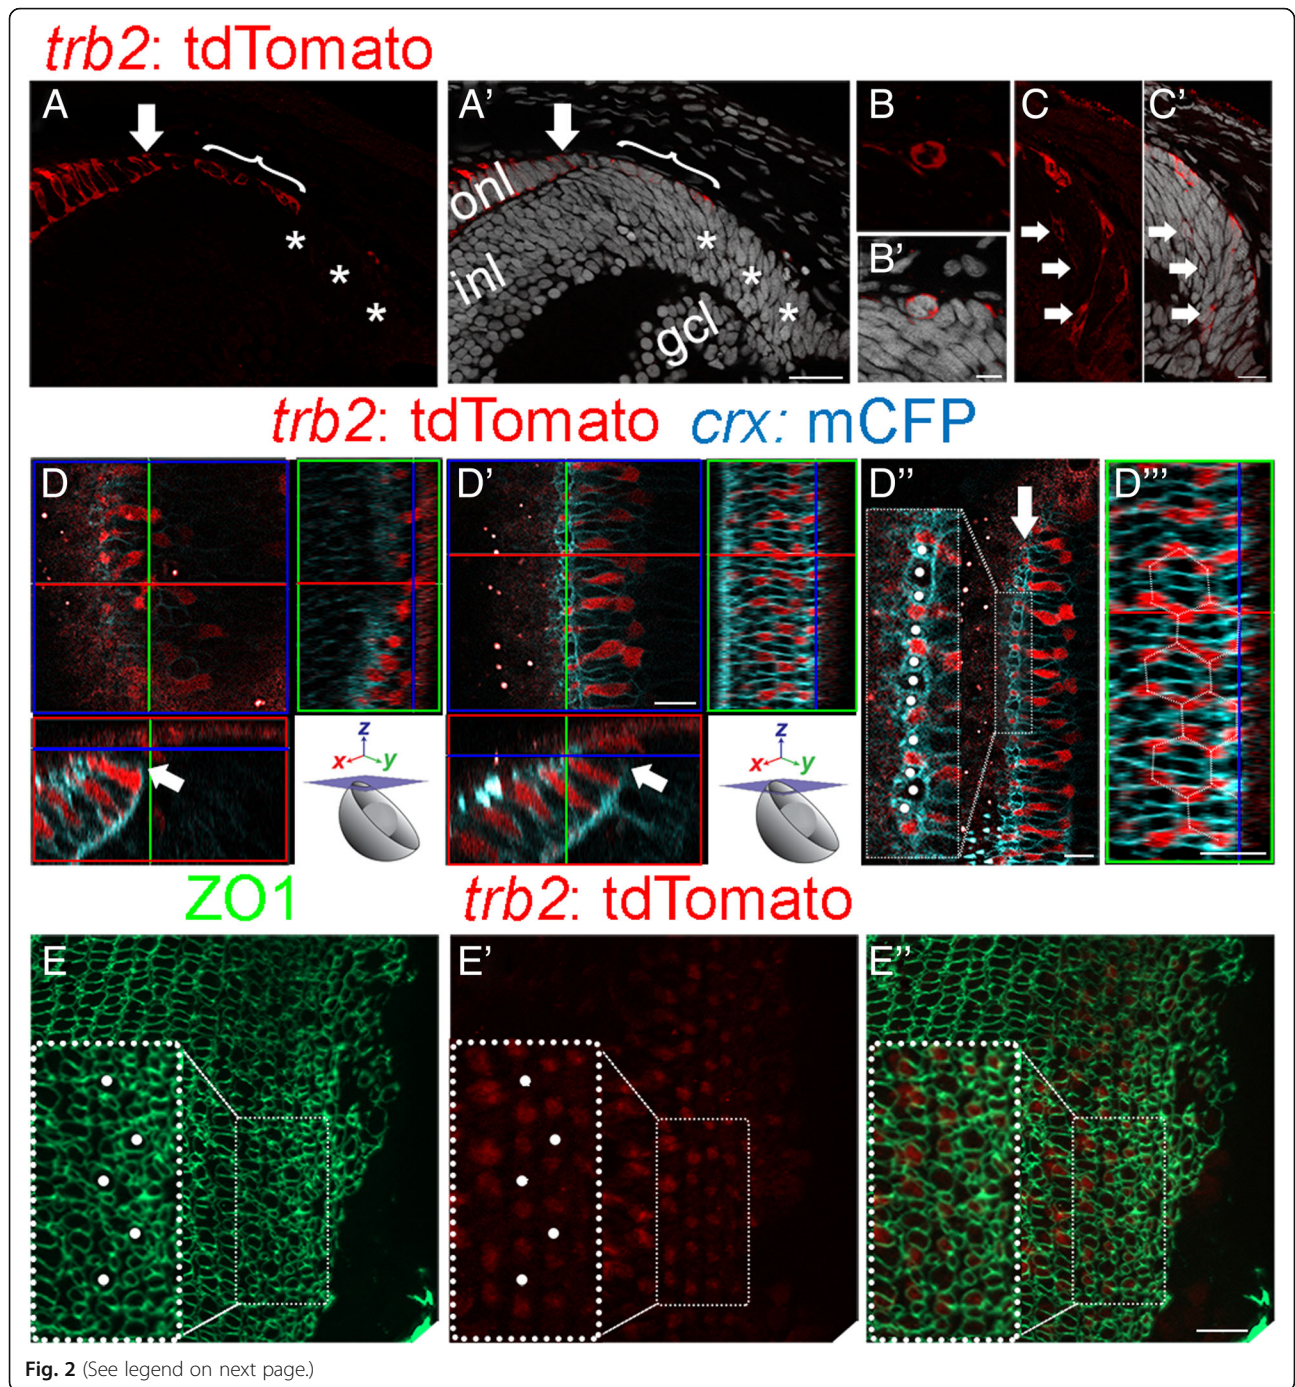 trb2: tdTomato
A
A'
B
C
C'
onl
inl
gcl
*
*
*
*
*
*
B'
trb2: tdTomato crx: mCFP
D
D'
D''
D'''
z
x
y
z
x
y
ZO1
trb2: tdTomato
E
E'
E''
Fig. 2 (See legend on next page.)